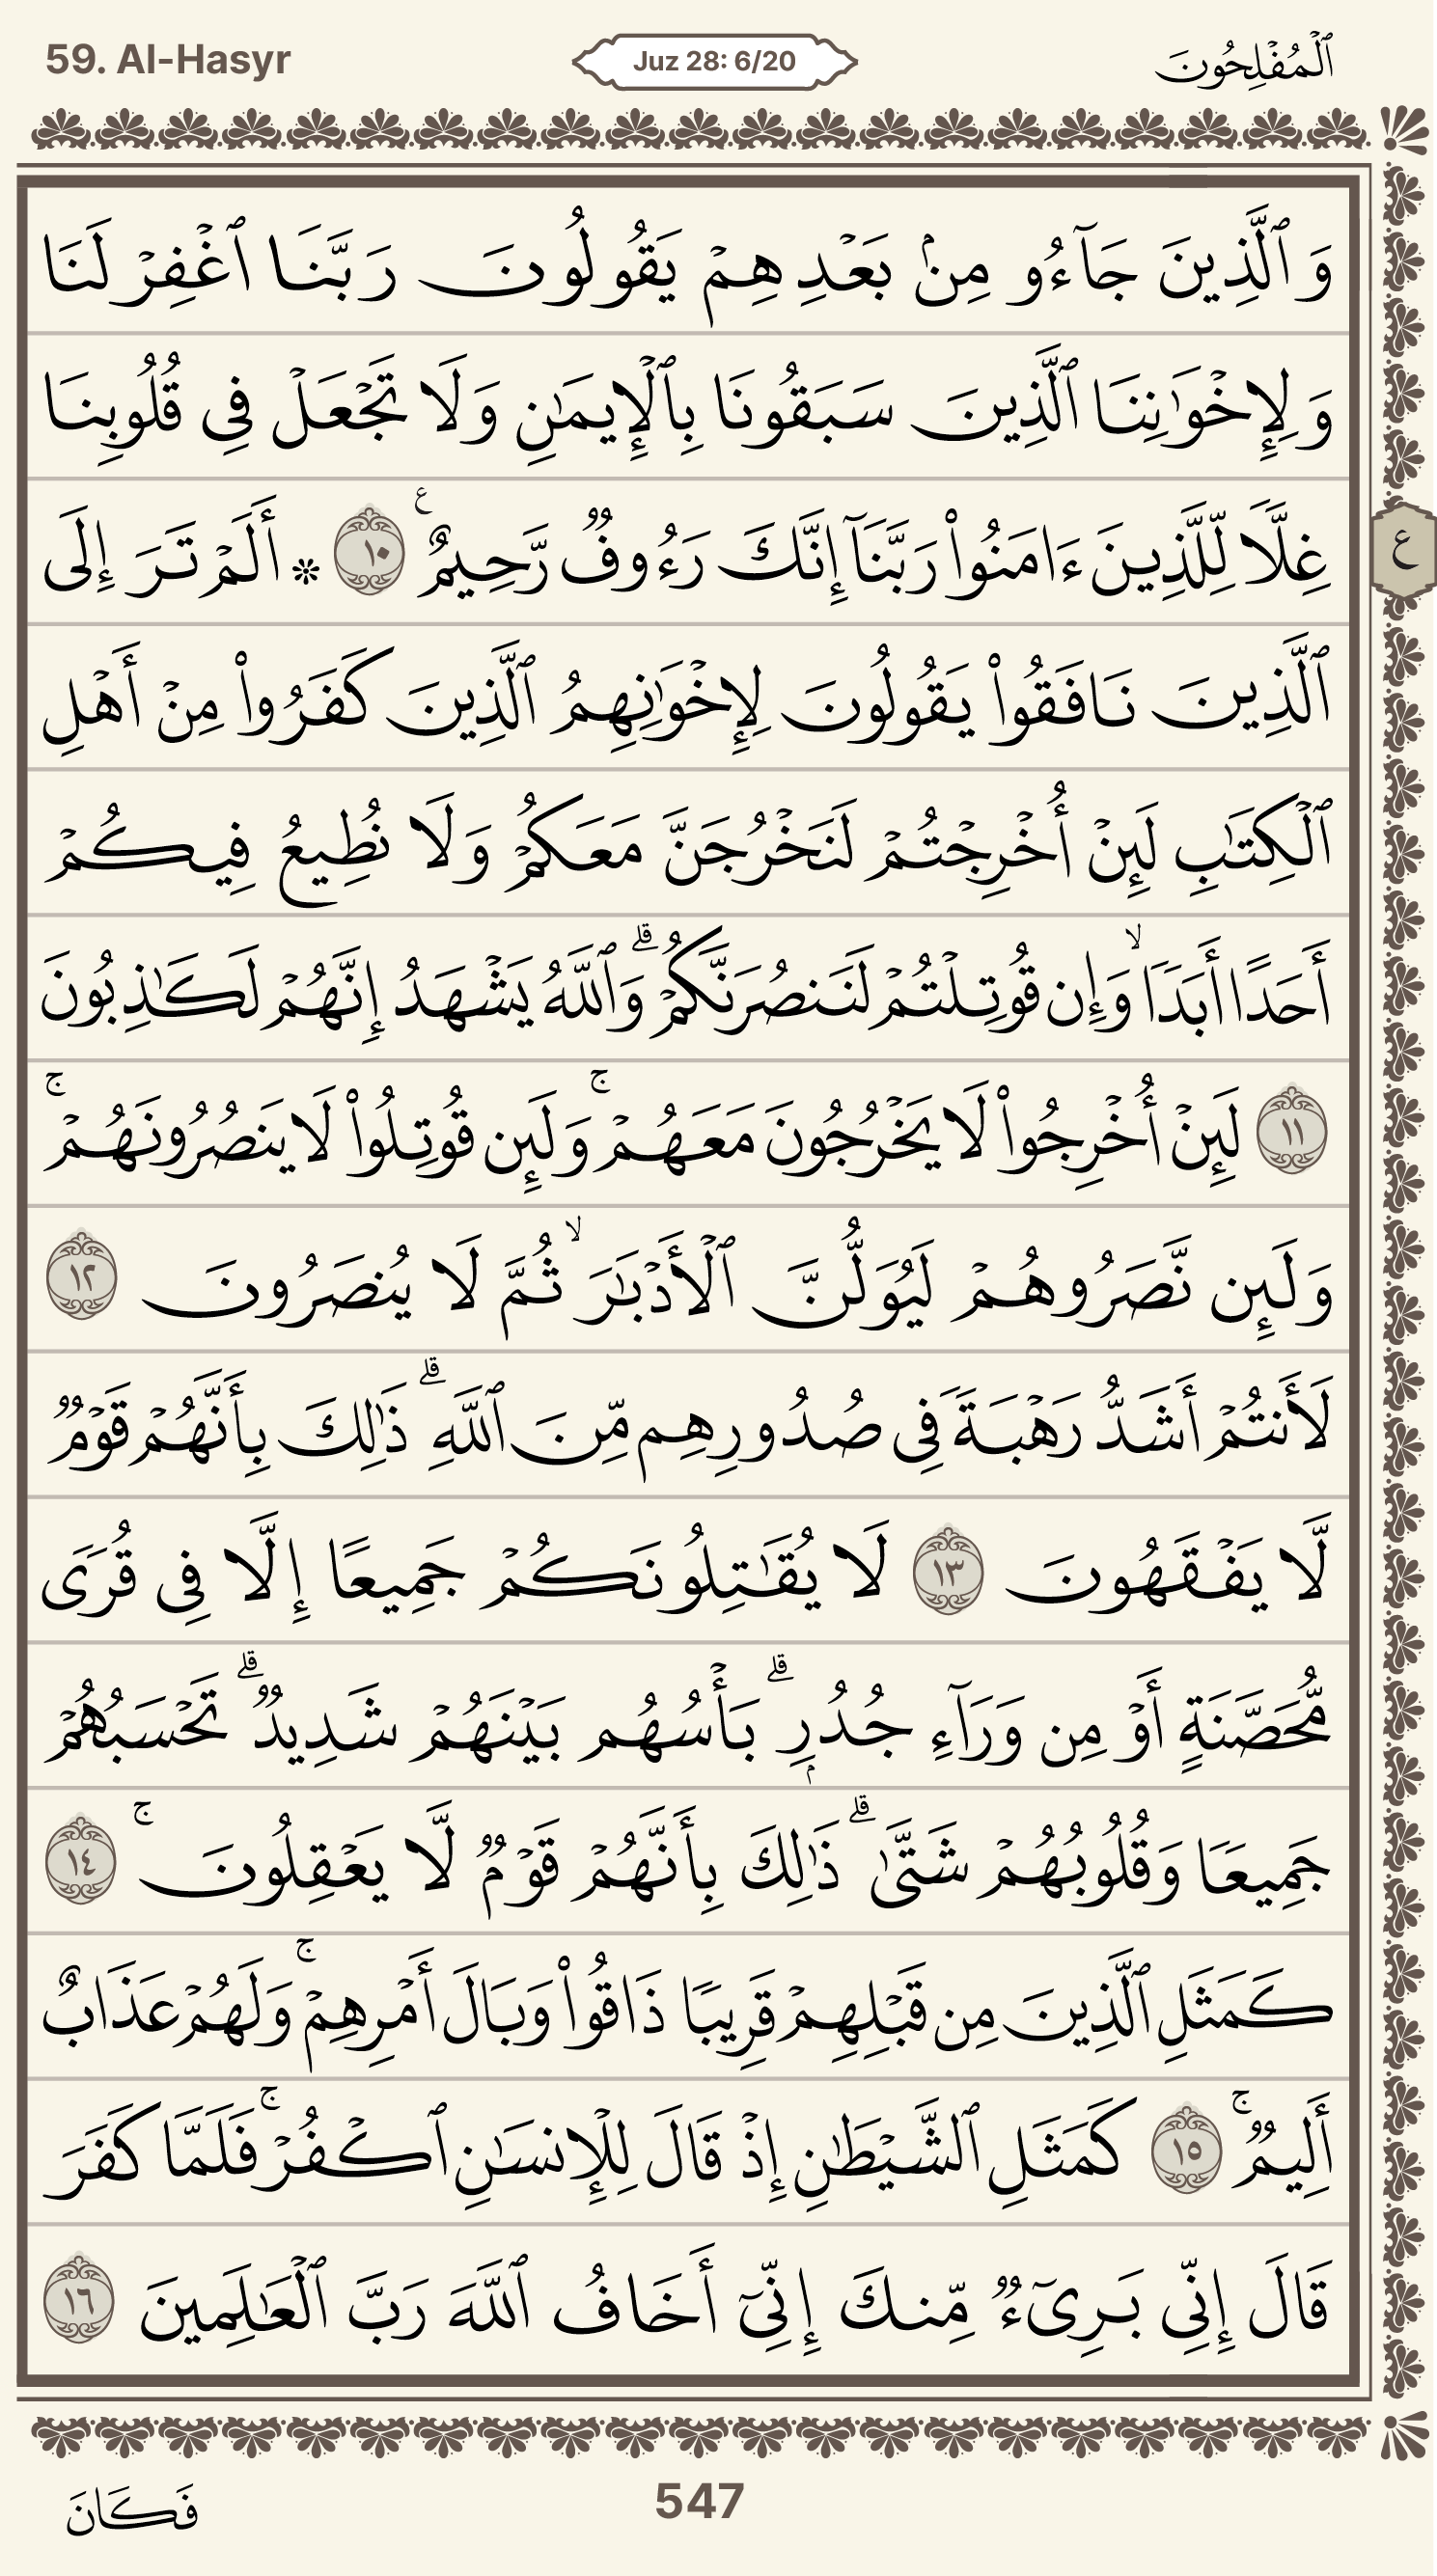 59. Al-Hasyr
Juz 28: 6/20
ٱلْمُفْلِحُونَ
وَٱلَّذِينَ جَآءُو مِنۢ بَعْدِهِمْ يَقُولُونَ رَبَّنَا ٱغْفِرْ لَنَا
وَلِإِخْوَٰنِنَا ٱلَّذِينَ سَبَقُونَا بِٱلْإِيمَٰنِ وَلَا تَجْعَلْ فِى قُلُوبِنَا
غِلًّا لِّلَّذِينَ ءَامَنُوا۟ رَبَّنَآ إِنَّكَ رَءُوفٌ رَّحِيمٌ ࣖ ١٠ ۞ أَلَمْ تَرَ إِلَى
ع
ٱلَّذِينَ نَافَقُوا۟ يَقُولُونَ لِإِخْوَٰنِهِمُ ٱلَّذِينَ كَفَرُوا۟ مِنْ أَهْلِ
ٱلْكِتَٰبِ لَئِنْ أُخْرِجْتُمْ لَنَخْرُجَنَّ مَعَكُمْ وَلَا نُطِيعُ فِيكُمْ
أَحَدًا أَبَدًا ۙ وَإِن قُوتِلْتُمْ لَنَنصُرَنَّكُمْ ۗ وَٱللَّهُ يَشْهَدُ إِنَّهُمْ لَكَٰذِبُونَ
١١ لَئِنْ أُخْرِجُوا۟ لَا يَخْرُجُونَ مَعَهُمْ ۚ وَلَئِن قُوتِلُوا۟ لَا يَنصُرُونَهُمْ ۚ
وَلَئِن نَّصَرُوهُمْ لَيُوَلُّنَّ ٱلْأَدْبَٰرَ ۙ ثُمَّ لَا يُنصَرُونَ ١٢
لَأَنتُمْ أَشَدُّ رَهْبَةً فِى صُدُورِهِم مِّنَ ٱللَّهِ ۗ ذَٰلِكَ بِأَنَّهُمْ قَوْمٌ
لَّا يَفْقَهُونَ ١٣ لَا يُقَٰتِلُونَكُمْ جَمِيعًا إِلَّا فِى قُرًى
مُّحَصَّنَةٍ أَوْ مِن وَرَآءِ جُدُرٍۭ ۗ بَأْسُهُم بَيْنَهُمْ شَدِيدٌ ۗ تَحْسَبُهُمْ
جَمِيعًا وَقُلُوبُهُمْ شَتَّىٰ ۗ ذَٰلِكَ بِأَنَّهُمْ قَوْمٌ لَّا يَعْقِلُونَ ۚ ١٤
كَمَثَلِ ٱلَّذِينَ مِن قَبْلِهِمْ قَرِيبًا ذَاقُوا۟ وَبَالَ أَمْرِهِمْ ۚ وَلَهُمْ عَذَابٌ
أَلِيمٌ ۚ ١٥ كَمَثَلِ ٱلشَّيْطَٰنِ إِذْ قَالَ لِلْإِنسَٰنِ ٱكْفُرْ ۚ فَلَمَّا كَفَرَ
قَالَ إِنِّى بَرِىٓءٌ مِّنكَ إِنِّىٓ أَخَافُ ٱللَّهَ رَبَّ ٱلْعَٰلَمِينَ ١٦
547
فَكَانَ